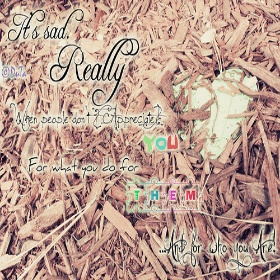 It's sad.
Really
When people don't Appreciate
YOU
For what you do for
THEM
...And for who you Are!